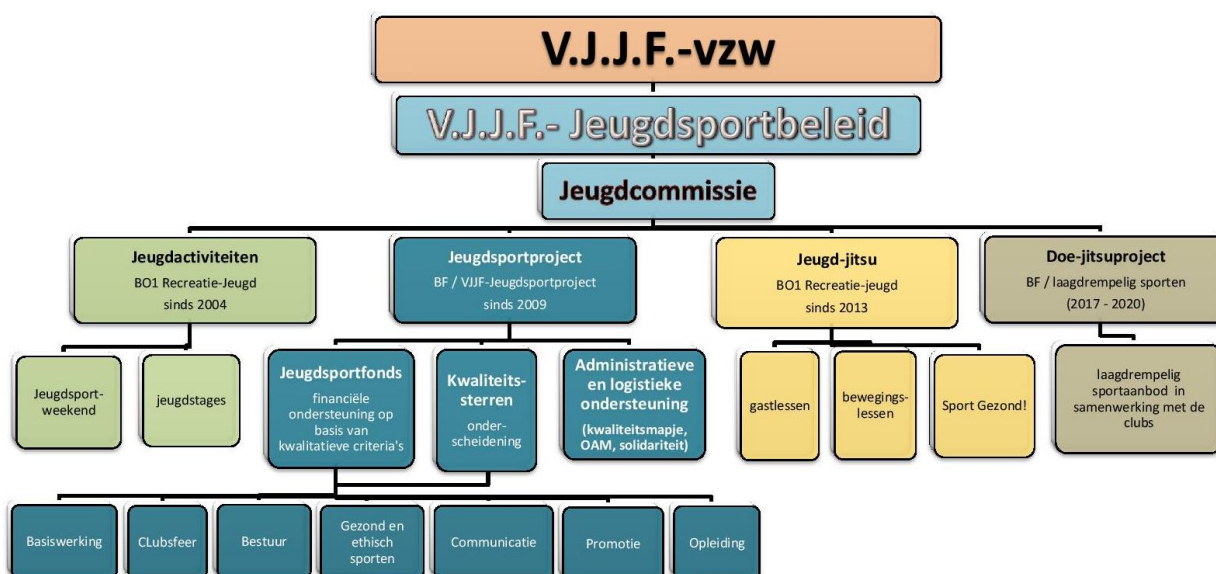 V.J.J.F.-vzw
V.J.J.F.- Jeugdsportbeleid
Jeugdcommissie
Jeugdactiviteiten
BO1 Recreatie-Jeugd
sinds 2004
Jeugdsportproject
BF / VJJF-Jeugdsportproject
sinds 2009
Jeugd-jitsu
BO1 Recreatie-jeugd
sinds 2013
Doe-jitsuproject
BF / laagdrempelig sporten
(2017 - 2020)
Jeugdsport-
weekend
jeugdstages
Jeugdsportfonds
financiële
ondersteuning op
basis van
kwalitatieve criteria's
Kwaliteits-
sterren
onder-
scheidening
Administratieve
en logistieke
ondersteuning
(kwaliteitsmapje,
OAM, solidariteit)
gastlessen
bewegings-
lessen
Sport Gezond!
laagdrempelig
sportaanbod in
samenwerking met de
clubs
Basiswerking
CLubsfeer
Bestuur
Gezond en
ethisch
sporten
Communicatie
Promotie
Opleiding